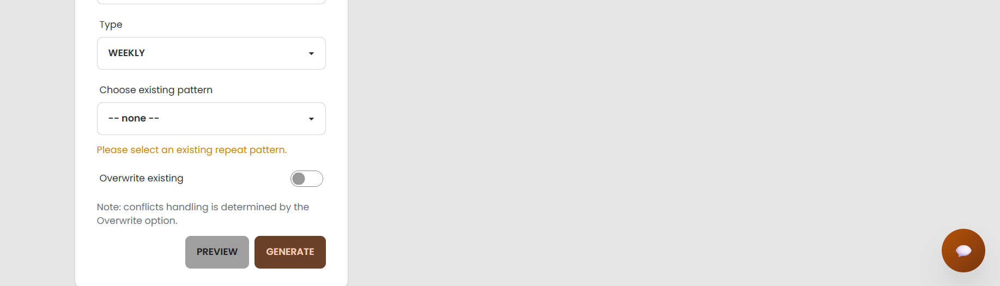 Type
WEEKLY
Choose existing pattern
-- none --
Please select an existing repeat pattern.
Overwrite existing
Note: conflicts handling is determined by the
Overwrite option.
PREVIEW
GENERATE